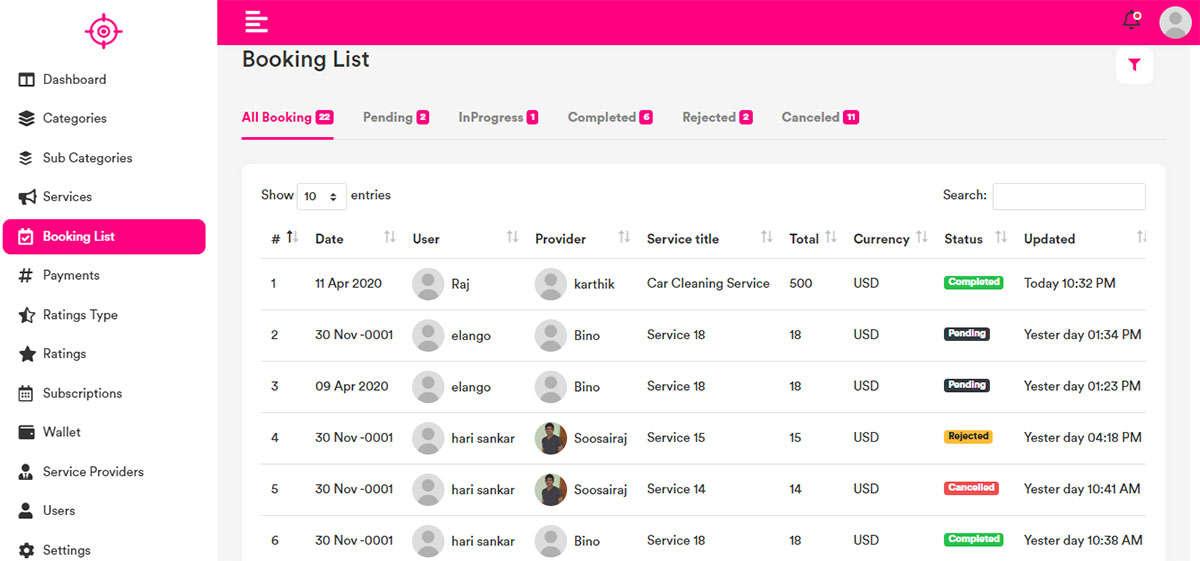 Dashboard
Categories
Sub Categories
Services
Booking List
Payments
Ratings Type
Ratings
Subscriptions
Wallet
Service Providers
Users
Settings
Booking List
All Booking 22 Pending 2 InProgress 1 Completed 6 Rejected 2 Canceled 11
Show 10 entries Search:
# Date User Provider Service title Total Currency Status Updated
1 11 Apr 2020 Raj karthik Car Cleaning Service 500 USD Completed Today 10:32 PM
2 30 Nov -0001 elango Bino Service 18 18 USD Pending Yester day 01:34 PM
3 09 Apr 2020 elango Bino Service 18 18 USD Pending Yester day 01:23 PM
4 30 Nov -0001 hari sankar Soosairaj Service 15 15 USD Rejected Yester day 04:18 PM
5 30 Nov -0001 hari sankar Soosairaj Service 14 14 USD Cancelled Yester day 10:41 AM
6 30 Nov -0001 hari sankar Bino Service 18 18 USD Completed Yester day 10:38 AM